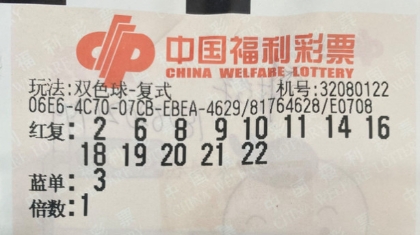 中国福利彩票
CHINA WELFARE LOTTERY
玩法:双色球-复式 机号:32080122
06E6-4C70-07CB-EBEA-4629/81764628/E0708
红复: 2 6 8 9 10 11 14 16
18 19 20 21 22
蓝单: 3
倍数:1